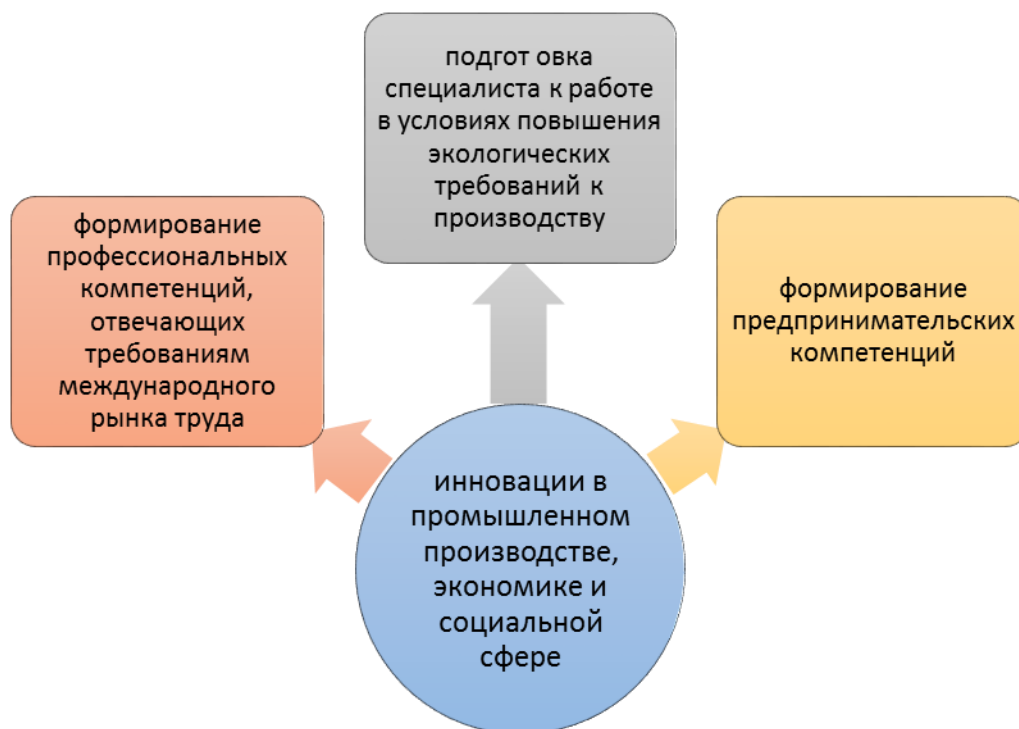 подгот овка
специалиста к работе
в условиях повышения
экологических
требований к
производству
формирование
профессиональных
компетенций,
отвечающих
требованиям
международного
рынка труда
формирование
предпринимательских
компетенций
инновации в
промышленном
производстве,
экономике и
социальной
сфере